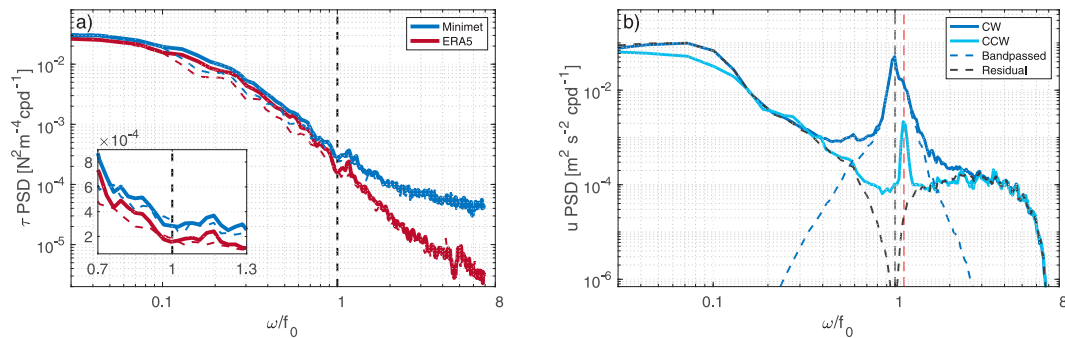 a)
Minimet
ERA5
τ PSD [N²m⁻⁴ cpd⁻¹]
10⁻²
10⁻³
10⁻⁴
10⁻⁵
×10⁻⁴
8
6
4
2
0.7
1
1.3
0.1
1
8
ω/f₀
b)
CW
CCW
Bandpassed
Residual
u PSD [m² s⁻² cpd⁻¹]
10⁻²
10⁻⁴
10⁻⁶
0.1
1
8
ω/f₀